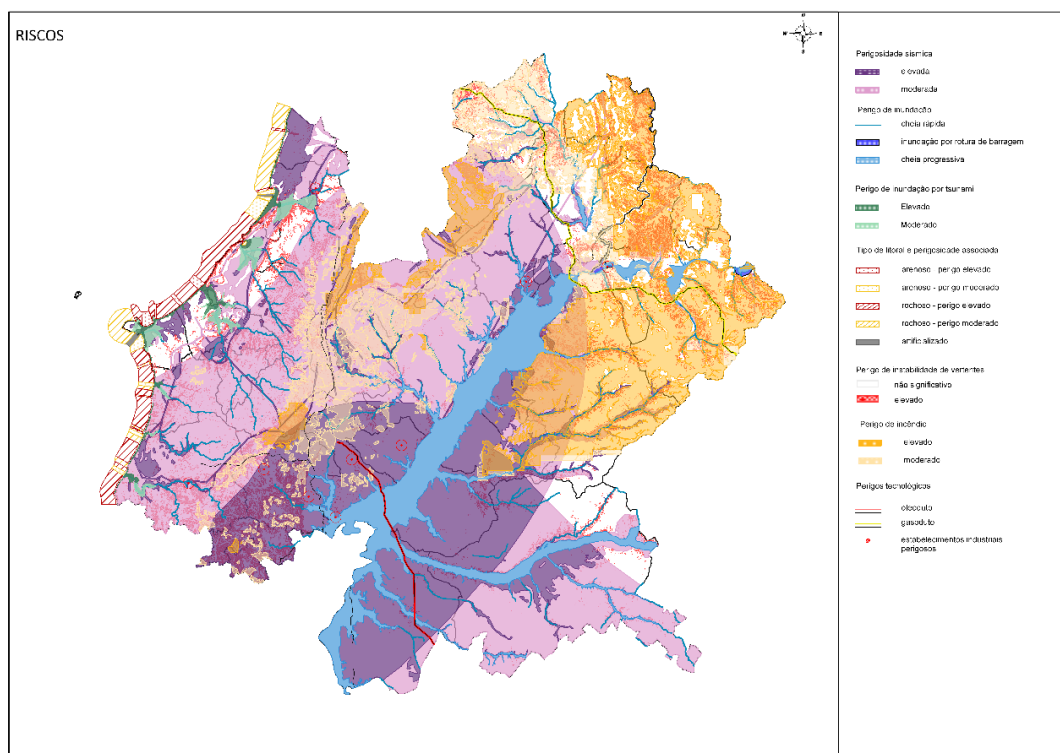 RISCOS
Perigosidade sísmica
elevada
moderada
Perigo de inundação
cheia rápida
inundação por rotura de barragem
cheia progressiva
Perigo de inundação por tsunami
Elevado
Moderado
Tipo de litoral e perigosidade associada
arenoso - perigo elevado
arenoso - perigo moderado
rochoso - perigo elevado
rochoso - perigo moderado
artificializado
Perigo de instabilidade de vertentes
não significativo
elevado
Perigo de incêndio
elevado
moderado
Perigos tecnológicos
oleoduto
gasoduto
estabelecimentos industriais
perigosos